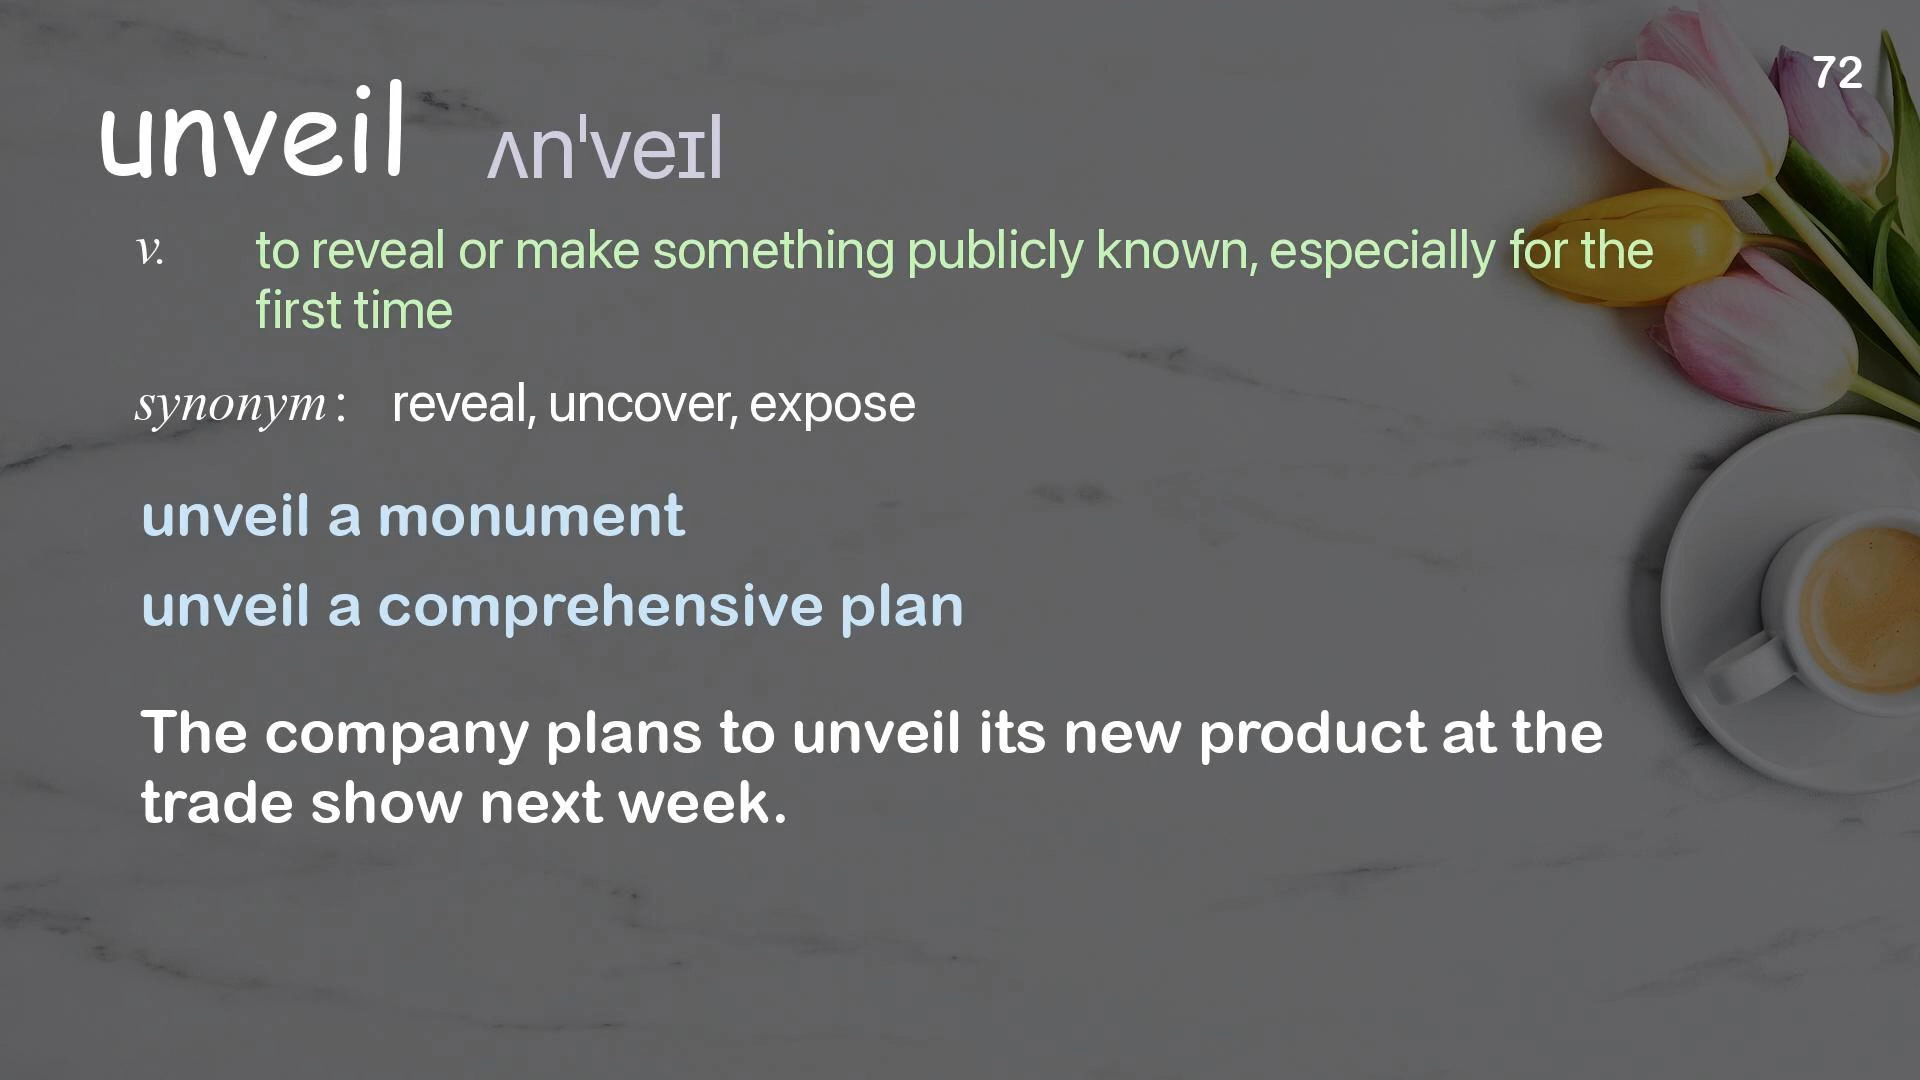 72
unveil ʌnˈveɪl
v. to reveal or make something publicly known, especially for the
first time
synonym: reveal, uncover, expose
unveil a monument
unveil a comprehensive plan
The company plans to unveil its new product at the
trade show next week.